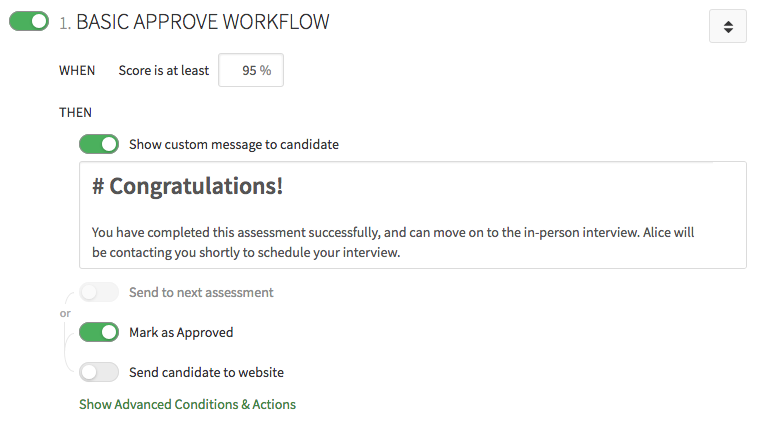 1. BASIC APPROVE WORKFLOW
WHEN Score is at least 95 %
THEN
Show custom message to candidate
# Congratulations!
You have completed this assessment successfully, and can move on to the in-person interview. Alice will
be contacting you shortly to schedule your interview.
Send to next assessment
or
Mark as Approved
Send candidate to website
Show Advanced Conditions & Actions